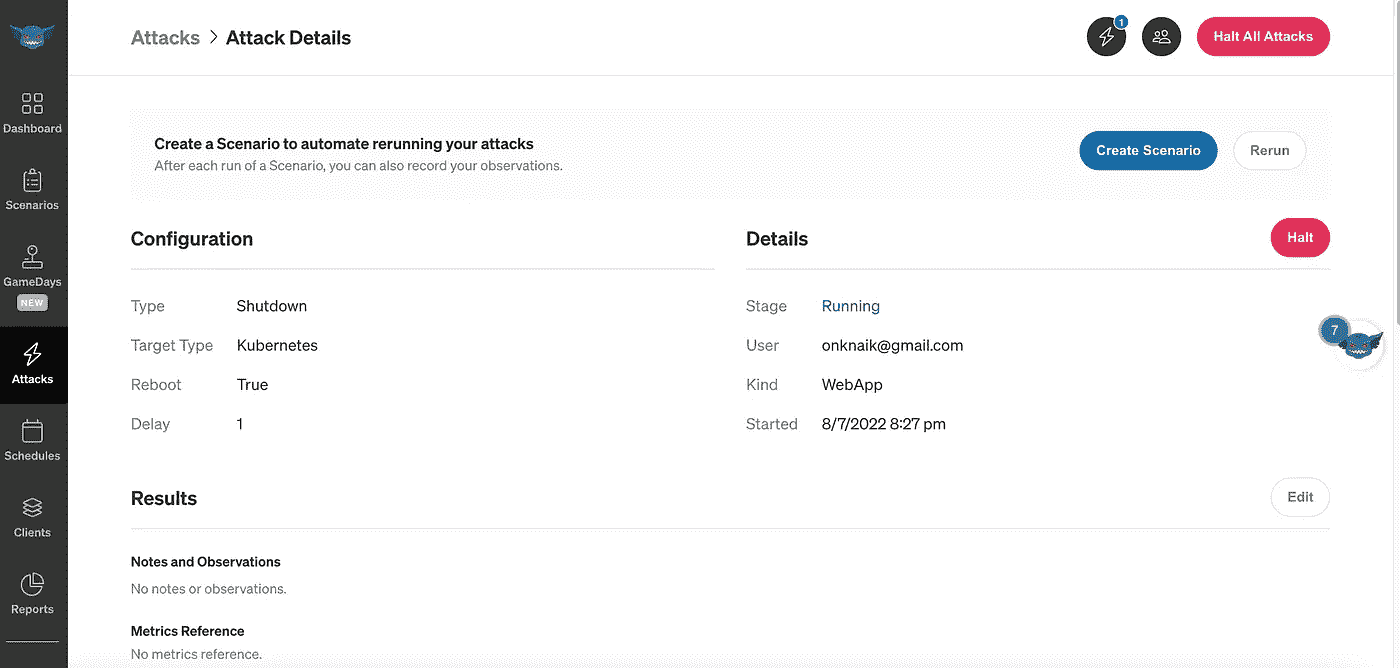 Attacks > Attack Details
1
Halt All Attacks
Dashboard
Scenarios
GameDays
NEW
Attacks
Schedules
Clients
Reports
Create a Scenario to automate rerunning your attacks
After each run of a Scenario, you can also record your observations.
Create Scenario
Rerun
Configuration
Type Shutdown
Target Type Kubernetes
Reboot True
Delay 1
Details
Halt
Stage Running
User onknaik@gmail.com
Kind WebApp
Started 8/7/2022 8:27 pm
7
Results
Edit
Notes and Observations
No notes or observations.
Metrics Reference
No metrics reference.